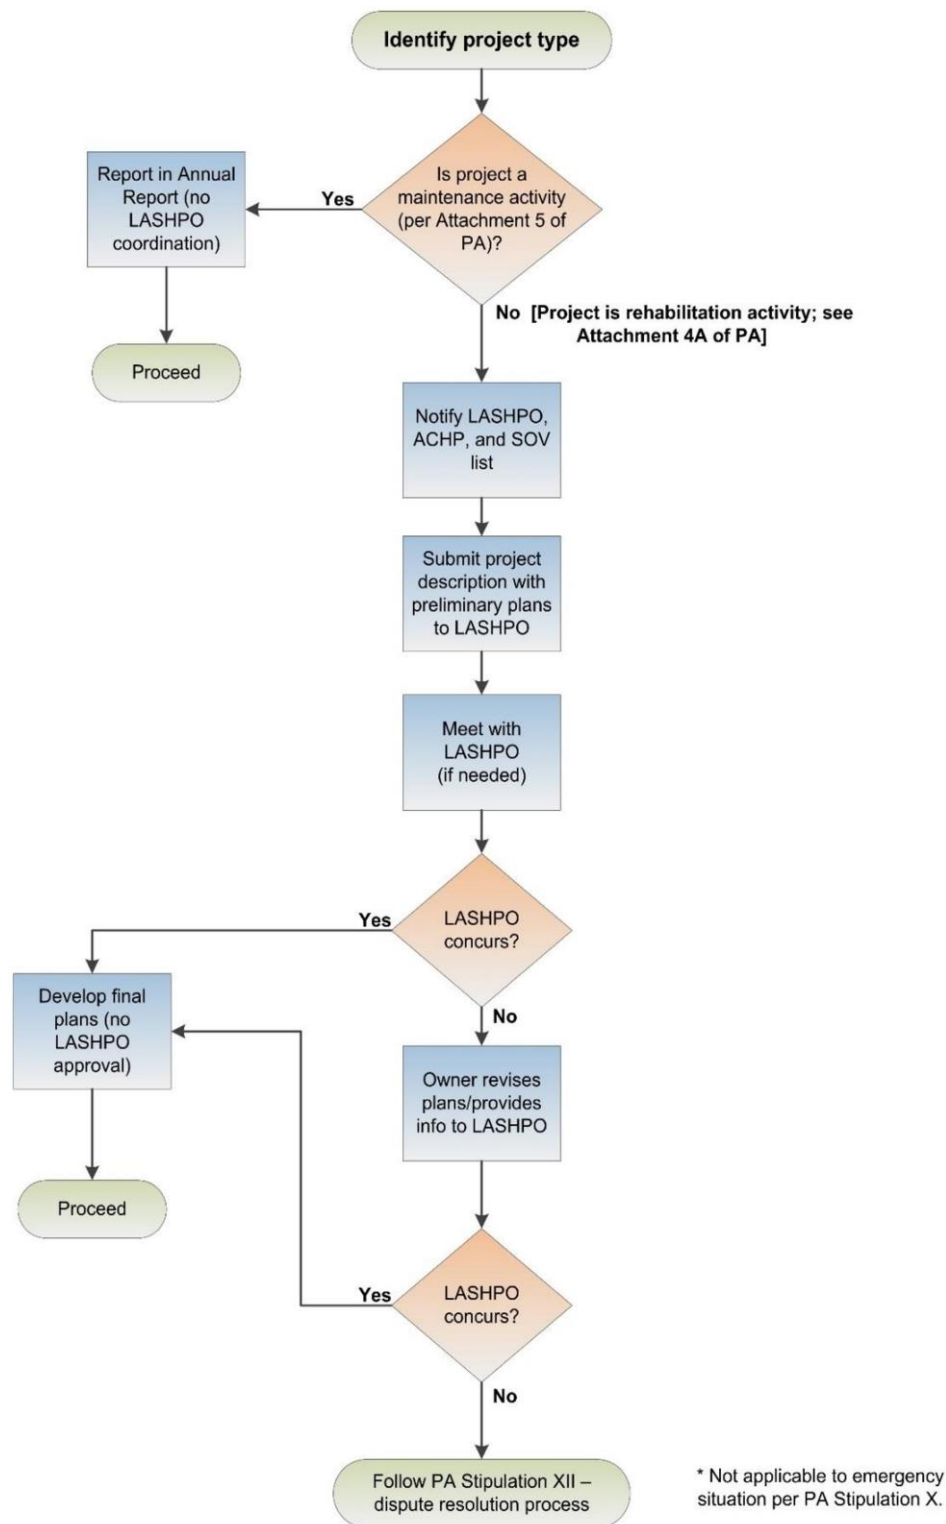 Identify project type
Is project a
maintenance activity
(per Attachment 5 of
PA)?
Yes
Report in Annual
Report (no
LASHPO
coordination)
Proceed
No [Project is rehabilitation activity; see
Attachment 4A of PA]
Notify LASHPO,
ACHP, and SOV
list
Submit project
description with
preliminary plans
to LASHPO
Meet with
LASHPO
(if needed)
LASHPO
concurs?
Yes
Develop final
plans (no
LASHPO
approval)
Proceed
No
Owner revises
plans/provides
info to LASHPO
LASHPO
concurs?
Yes
No
Follow PA Stipulation XII –
dispute resolution process
* Not applicable to emergency
situation per PA Stipulation X.